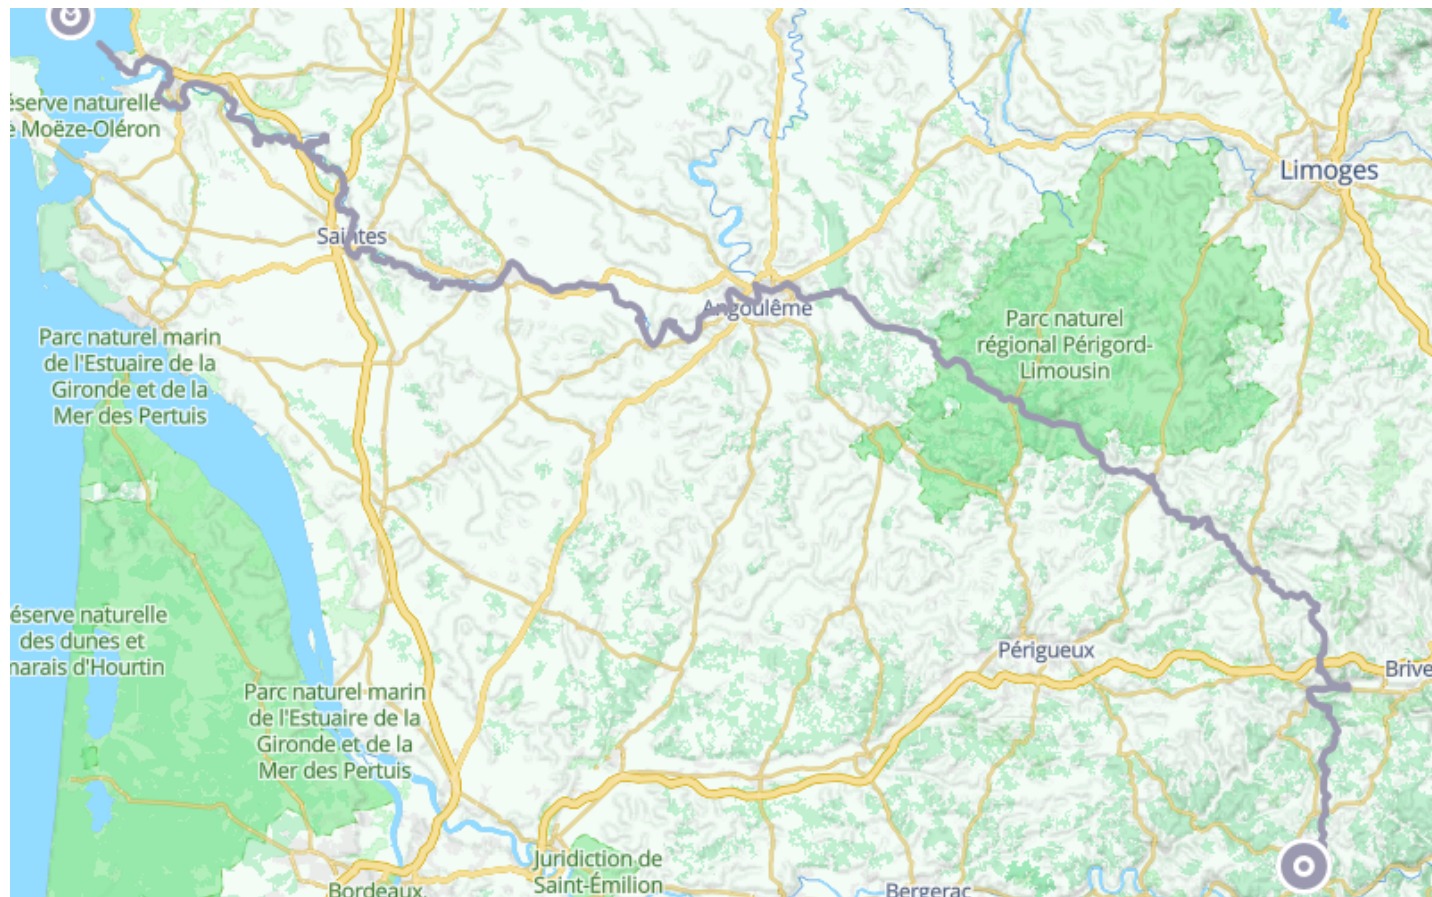 éserve naturelle
e Moëze-Oléron
Limoges
Saintes
Angoulême
Parc naturel
régional Périgord-
Limousin
Parc naturel marin
de l'Estuaire de la
Gironde et de la
Mer des Pertuis
éserve naturelle
des dunes et
marais d'Hourtin
Périgueux
Brive
Parc naturel marin
de l'Estuaire de la
Gironde et de la
Mer des Pertuis
Juridiction de
Saint-Émilion
Bordeaux
Bergerac